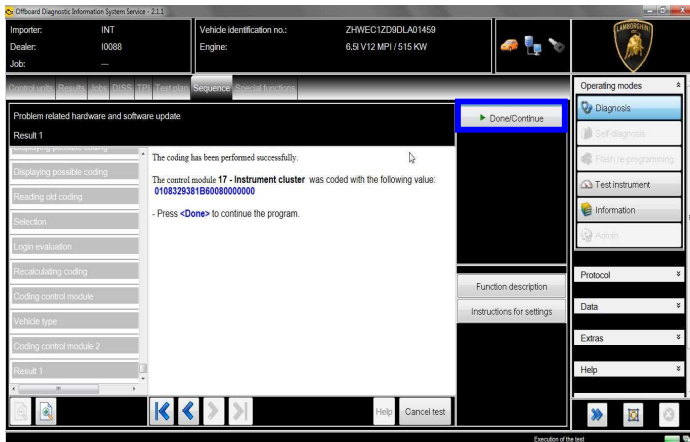 Offboard Diagnostic Information System Service - 2.1.1
Importer: INT
Dealer: I0088
Job: ---
Vehicle identification no.: ZHWEC1ZD9DLA01459
Engine: 6.5l V12 MPI / 515 KW
LAMBORGHINI
Control units Results Jobs DISS TPI Test plan Sequence Special functions
Problem related hardware and software update
Result 1
Displaying possible coding
Displaying possible coding
Reading old coding
Selection
Login evaluation
Recalculating coding
Coding control module
Vehicle type
Coding control module 2
Result 1
The coding has been performed successfully.
The control module 17 - Instrument cluster was coded with the following value:
0108329381B60080000000
- Press <Done> to continue the program.
Done/Continue
Function description
Instructions for settings
Help
Cancel test
Operating modes
Diagnosis
Self-diagnosis
Flash re-programming
Test instrument
Information
Admin
Protocol
Data
Extras
Help
Execution of the test